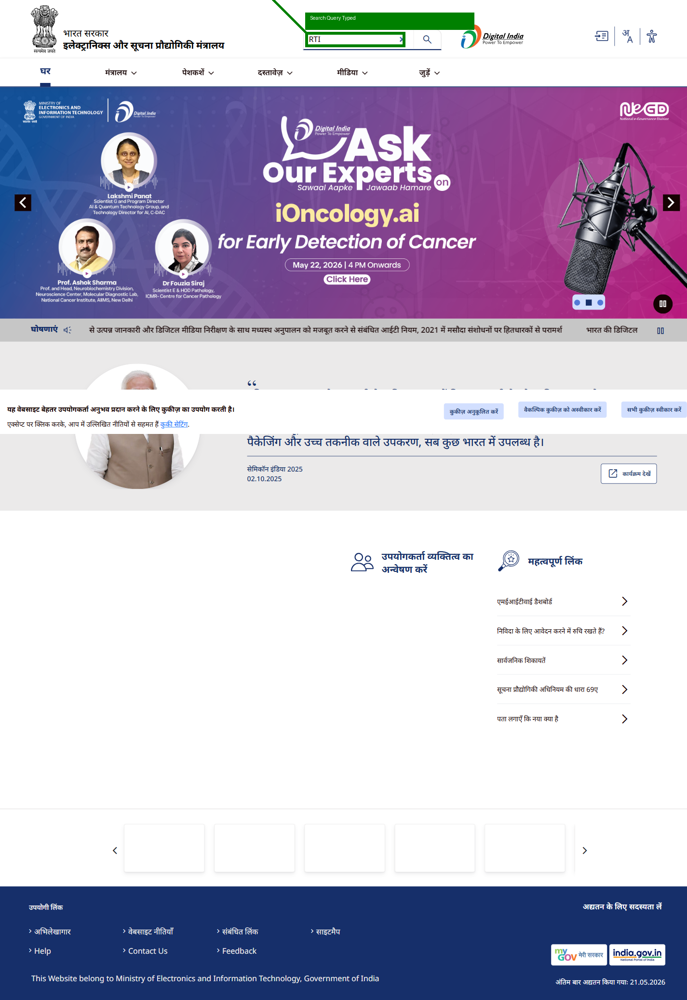 Search Query Typed
RTI
सत्यमेव जयते
भारत सरकार
इलेक्ट्रानिक्स और सूचना प्रौद्योगिकी मंत्रालय
Digital India
Power To Empower
अ
A
घर
मंत्रालय
पेशकशें
दस्तावेज़
मीडिया
जुड़ें
MINISTRY OF
ELECTRONICS AND
INFORMATION TECHNOLOGY
GOVERNMENT OF INDIA
सत्यमेव जयते
Digital India
Power To Empower
NeGD
National e-Governance Division
Digital India
Power To Empower
Ask
Our Experts
on
Sawaal Aapke Jawaab Hamare
iOncology.ai
for Early Detection of Cancer
May 22, 2026 | 4 PM Onwards
Click Here
Lakshmi Panat
Scientist G and Program Director
AI & Quantum Technology Group, and
Technology Director for AI, C-DAC
Prof. Ashok Sharma
Prof. and Head, Neurobiochemistry Division,
Neuroscience Center, Molecular Diagnostic Lab,
National Cancer Institute, AIIMS, New Delhi
Dr Fouzia Siraj
Scientist E & HOD Pathology,
ICMR- Centre for Cancer Pathology
घोषणाएं
से उत्पन्न जानकारी और डिजिटल मीडिया निरीक्षण के साथ मध्यस्थ अनुपालन को मजबूत करने से संबंधित आईटी नियम, 2021 में मसौदा संशोधनों पर हितधारकों से परामर्श
भारत की डिजिटल
“
यह वेबसाइट बेहतर उपयोगकर्ता अनुभव प्रदान करने के लिए कुकीज़ का उपयोग करती है।
एक्सेप्ट पर क्लिक करके, आप में उल्लिखित नीतियों से सहमत हैं कुकी सेटिंग.
कुकीज़ अनुकूलित करें
वैकल्पिक कुकीज़ को अस्वीकार करें
सभी कुकीज़ स्वीकार करें
पैकेजिंग और उच्च तकनीक वाले उपकरण, सब कुछ भारत में उपलब्ध है।
सेमिकॉन इंडिया 2025
02.10.2025
कार्यक्रम देखें
उपयोगकर्ता व्यक्तित्व का
अन्वेषण करें
महत्वपूर्ण लिंक
एमईआईटीवाई डैशबोर्ड
निविदा के लिए आवेदन करने में रुचि रखते हैं?
सार्वजनिक शिकायतें
सूचना प्रौद्योगिकी अधिनियम की धारा 69ए
पता लगाएँ कि नया क्या है
उपयोगी लिंक
अद्यतन के लिए सदस्यता लें
अभिलेखागार
वेबसाइट नीतियाँ
संबंधित लिंक
साइटमैप
Help
Contact Us
Feedback
my
GOV मेरी सरकार
india.gov.in
National Portal of India
This Website belong to Ministry of Electronics and Information Technology, Government of India
अंतिम बार अद्यतन किया गया: 21.05.2026